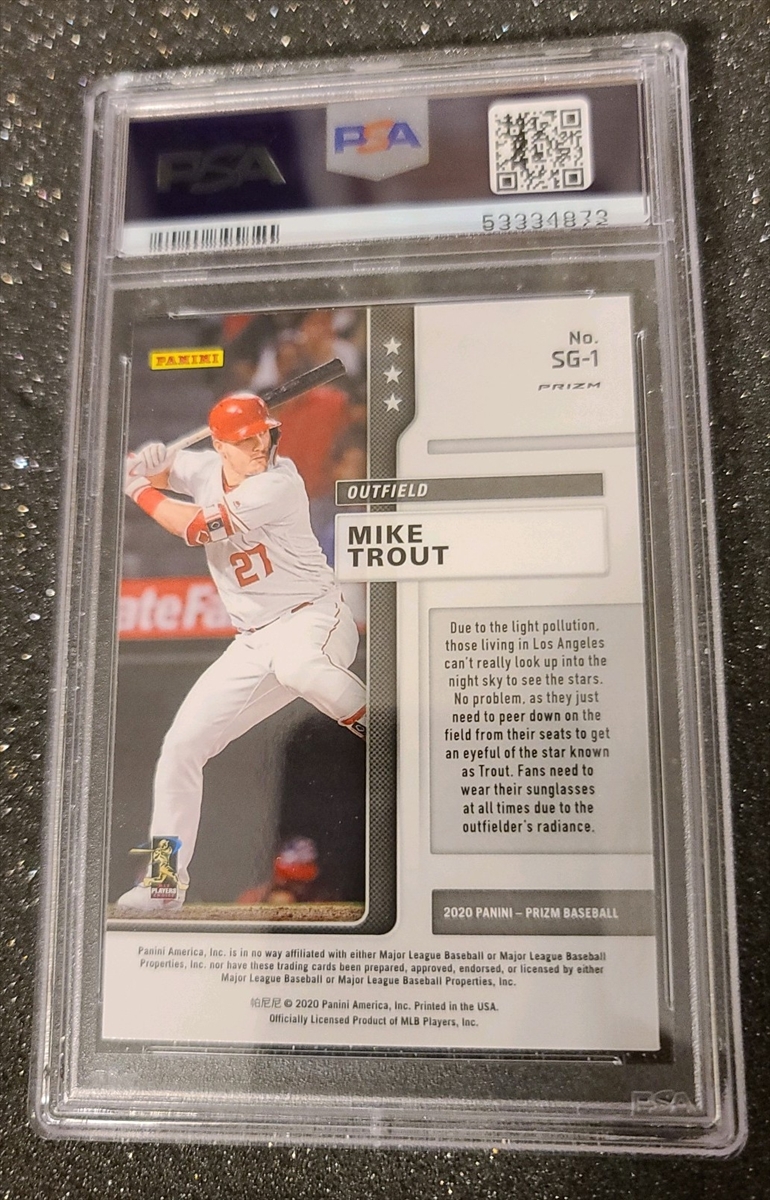 PSA
PSA
53334873
PANINI
No.
SG-1
PRIZM
OUTFIELD
MIKE
TROUT
27
ateFa
Due to the light pollution,
those living in Los Angeles
can't really look up into the
night sky to see the stars.
No problem, as they just
need to peer down on the
field from their seats to get
an eyeful of the star known
as Trout. Fans need to
wear their sunglasses
at all times due to the
outfielder's radiance.
PLAYERS
CHOICE
2020 PANINI – PRIZM BASEBALL
Panini America, Inc. is in no way affiliated with either Major League Baseball or Major League Baseball
Properties, Inc. nor have these trading cards been prepared, approved, endorsed, or licensed by either
Major League Baseball or Major League Baseball Properties, Inc.
帕尼尼 © 2020 Panini America, Inc. Printed in the USA.
Officially Licensed Product of MLB Players, Inc.
PSA